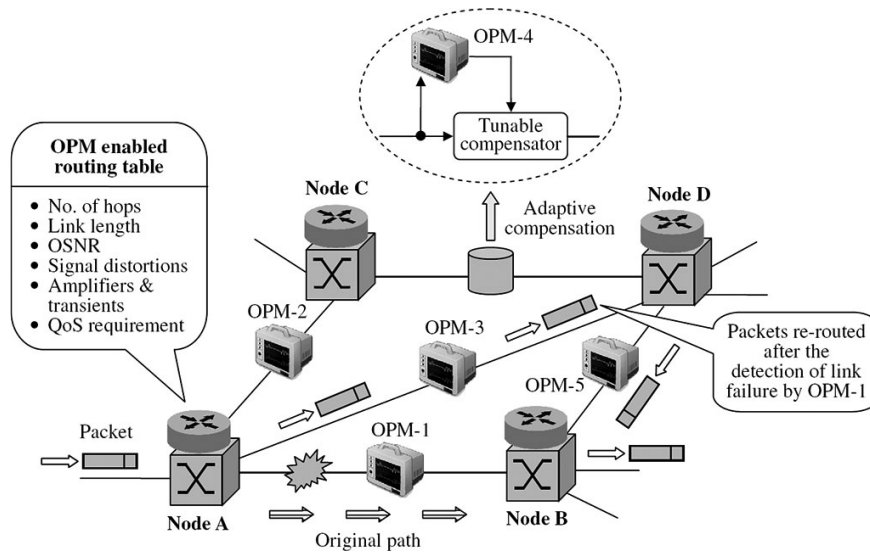 OPM-4
Tunable
compensator
OPM enabled
routing table
• No. of hops
• Link length
• OSNR
• Signal distortions
• Amplifiers &
transients
• QoS requirement
Node C
Adaptive
compensation
Node D
OPM-2
OPM-3
Packets re-routed
after the
detection of link
failure by OPM-1
OPM-5
Packet
OPM-1
Node A
Original path
Node B